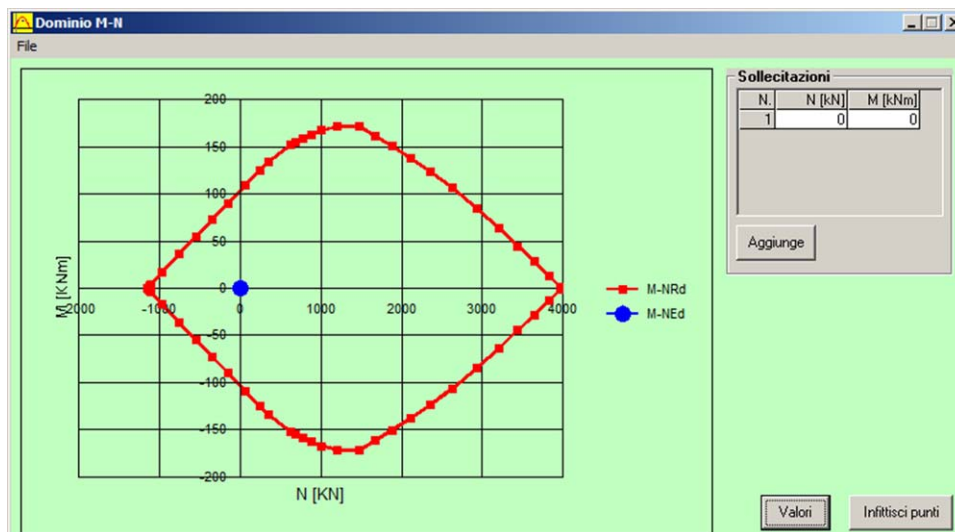 Dominio M-N
File
200
150
100
50
0
-50
-100
-150
-200
-2000
-1000
0
1000
2000
3000
4000
M [KNm]
N [KN]
M-NRd
M-NEd
Sollecitazioni
N. N [kN] M [kNm]
1 0 0
Aggiunge
Valori
Infittisci punti